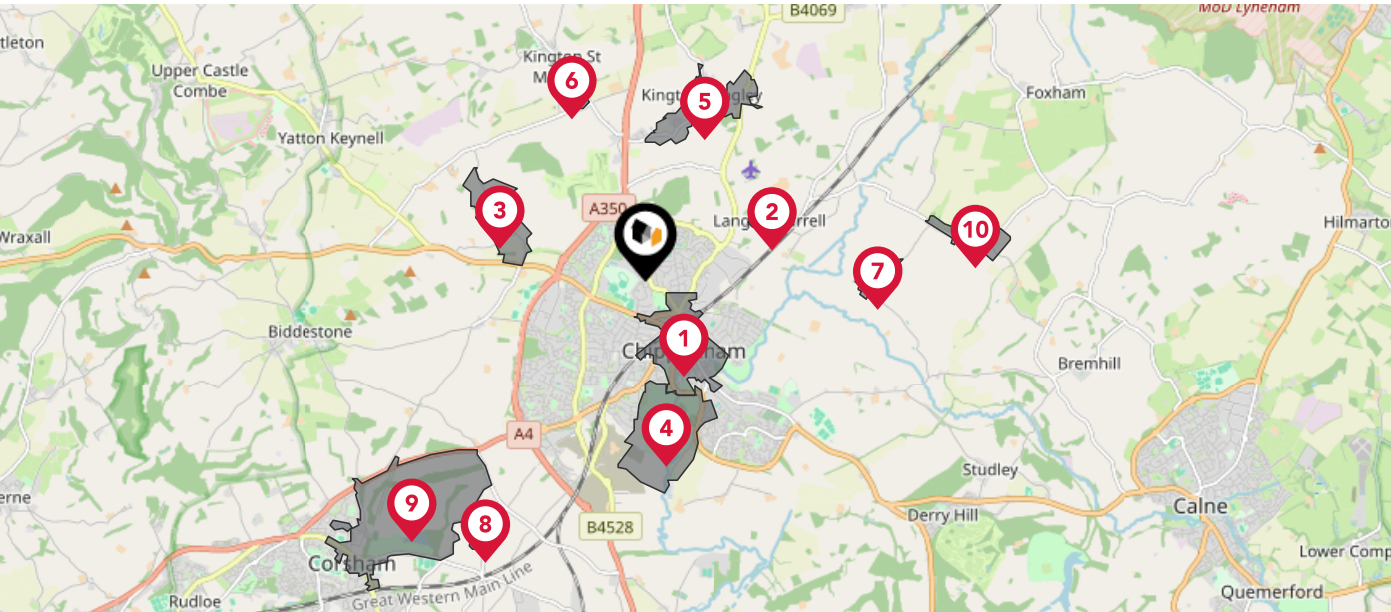 B4069
MoD Lyneham
tleton
Kington St
6
Upper Castle
Combe
5
Foxham
Yatton Keynell
3
A350
2
Wraxall
10
Hilmarto
7
Biddestone
1
Bremhill
4
A4
Studley
erne
9
8
Calne
Derry Hill
B4528
Corsham
Lower Comp
Great Western Main Line
Rudloe
Quemerford